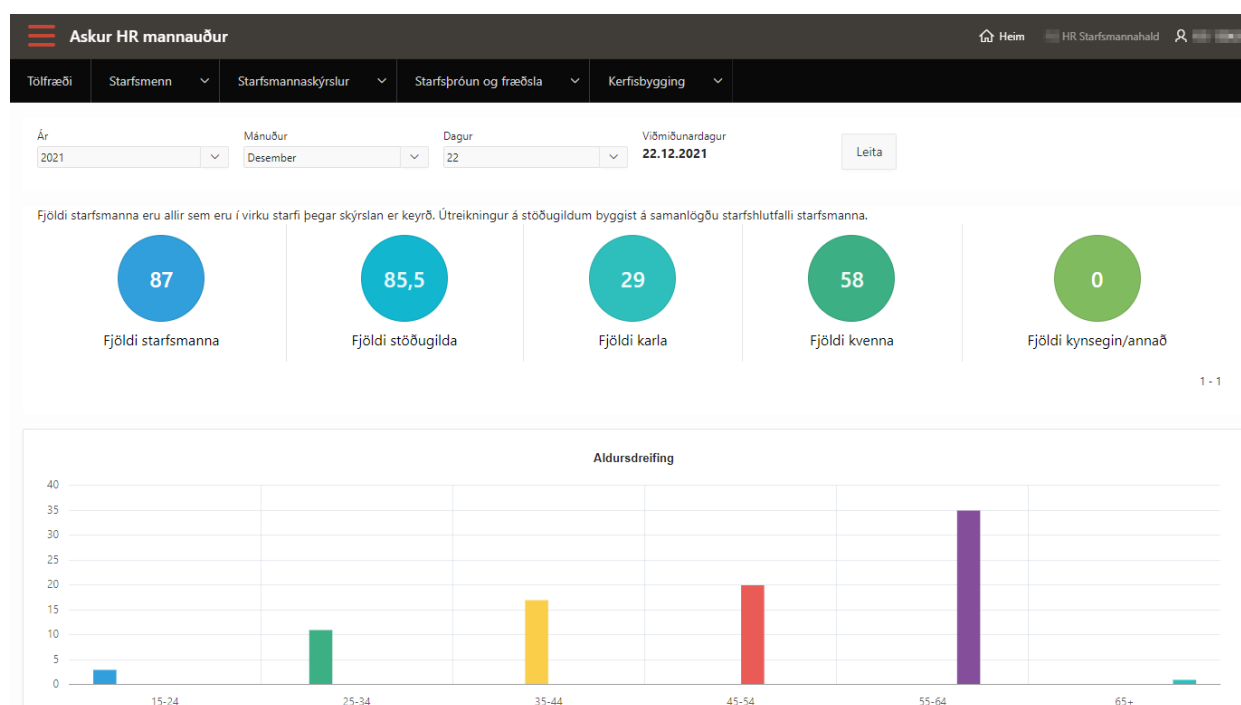 Askur HR mannauður
Heim HR Starfsmannahald
Tölfræði Starfsmenn Starfsmannaskýrslur Starfsþróun og fræðsla Kerfisbygging
Ár Mánuður Dagur Viðmiðunardagur
2021 Desember 22 22.12.2021 Leita
Fjöldi starfsmanna eru allir sem eru í virku starfi þegar skýrslan er keyrð. Útreikningur á stöðugildum byggist á samanlögðu starfshlutfalli starfsmanna.
87 85,5 29 58 0
Fjöldi starfsmanna Fjöldi stöðugilda Fjöldi karla Fjöldi kvenna Fjöldi kynsegin/annað
1 - 1
Aldursdreifing
40
35
30
25
20
15
10
5
0
15-24 25-34 35-44 45-54 55-64 65+